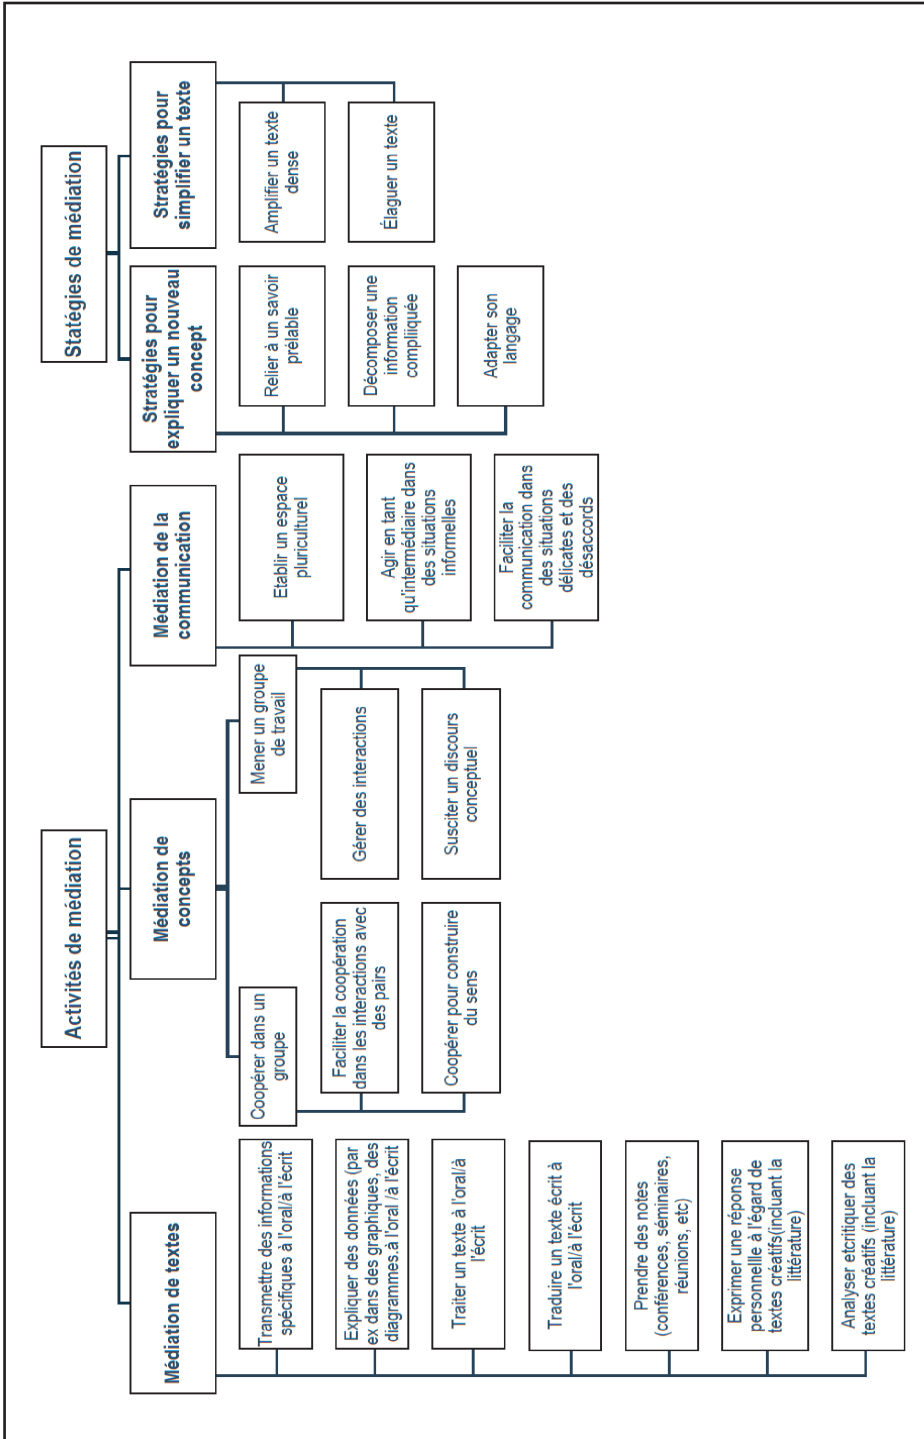 Activités de médiation
Médiation de textes
Transmettre des informations
spécifiques à l'oral/à l'écrit
Expliquer des données (par
ex dans des graphiques, des
diagrammes.à l'oral /à l'écrit
Traiter un texte à l'oral/à
l'écrit
Traduire un texte écrit à
l'oral/à l'écrit
Prendre des notes
(conférences, séminaires,
réunions, etc)
Exprimer une réponse
personnellle à l'égard de
textes créatifs(incluant la
littérature)
Analyser etcritiquer des
textes créatifs (incluant la
littérature)
Médiation de
concepts
Coopérer dans un
groupe
Faciliter la coopération
dans les interactions avec
des pairs
Coopérer pour construire
du sens
Mener un groupe
de travail
Gérer des interactions
Susciter un discours
conceptuel
Médiation de la
communication
Etablir un espace
pluriculturel
Agir en tant
qu'intermédiaire dans
des situations
informelles
Faciliter la
communication dans
des situations
délicates et des
désaccords
Statégies de médiation
Stratégies pour
expliquer un nouveau
concept
Relier à un savoir
prélable
Décomposer une
information
compliiquée
Adapter son
langage
Stratégies pour
simplifier un texte
Amplifier un texte
dense
Élaguer un texte